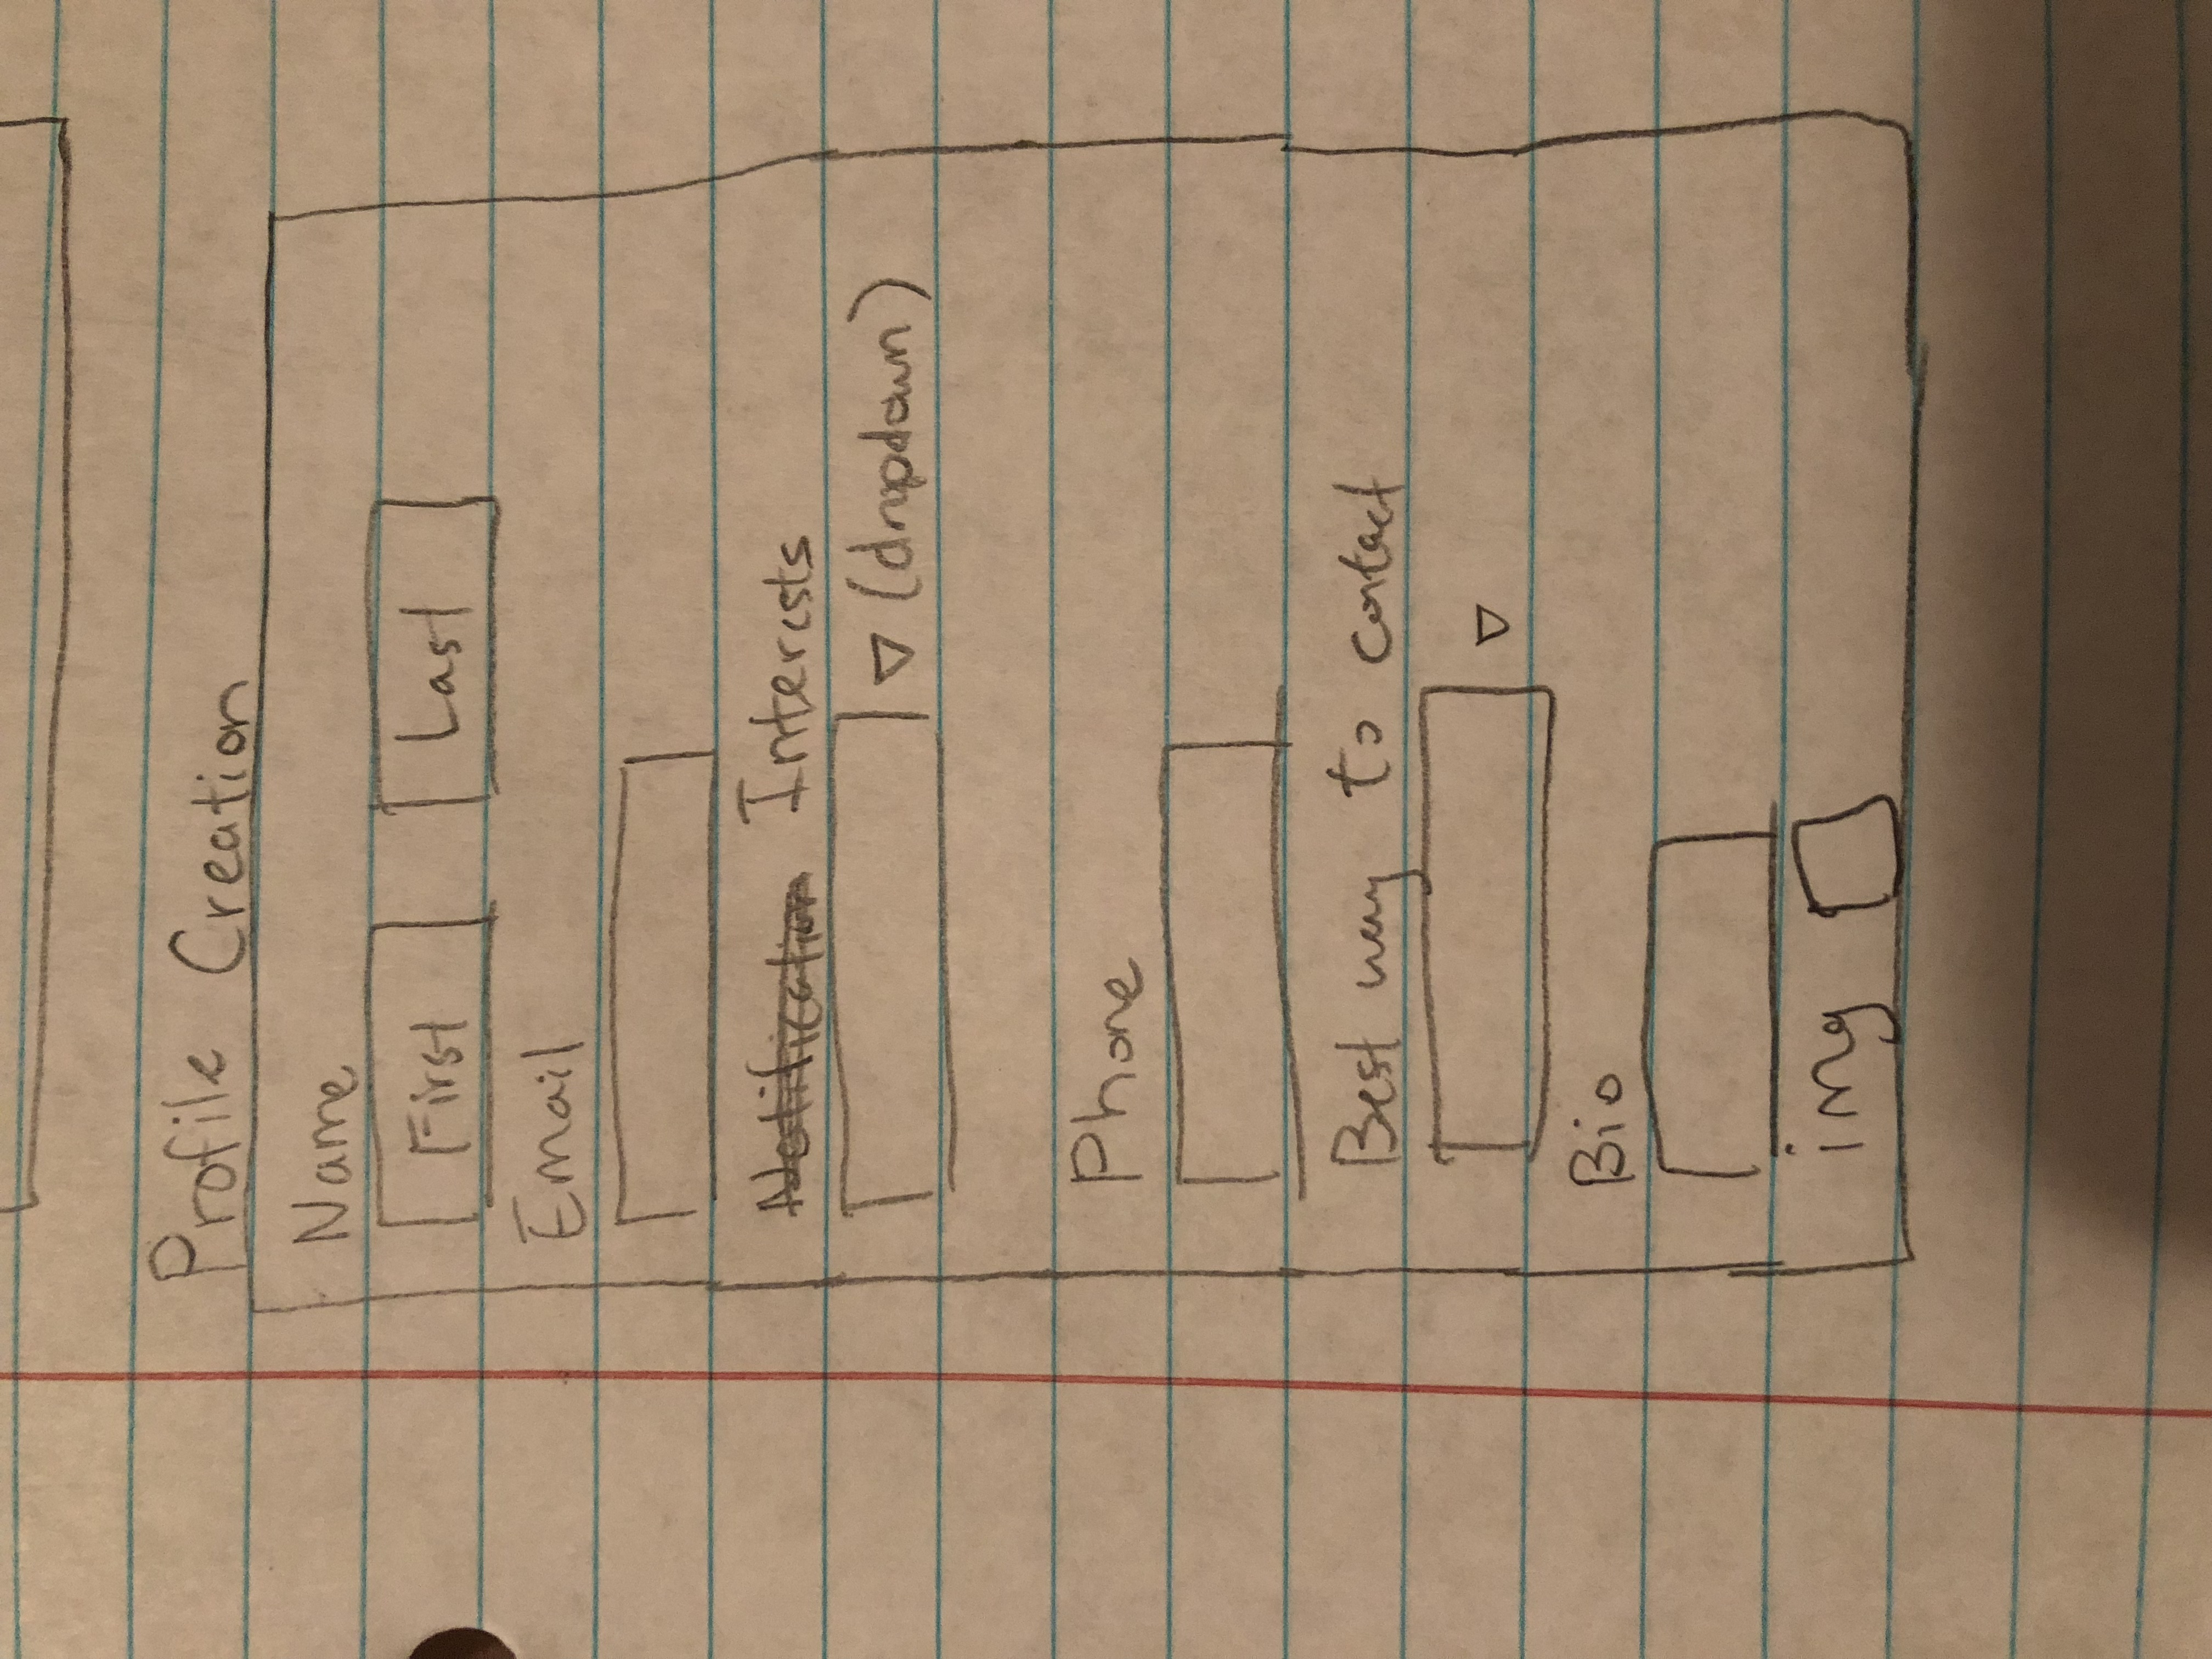 Profile Creation
Name
First Last
Email
Notification Interests
(dropdown)
Phone
Best way to contact
Bio
img